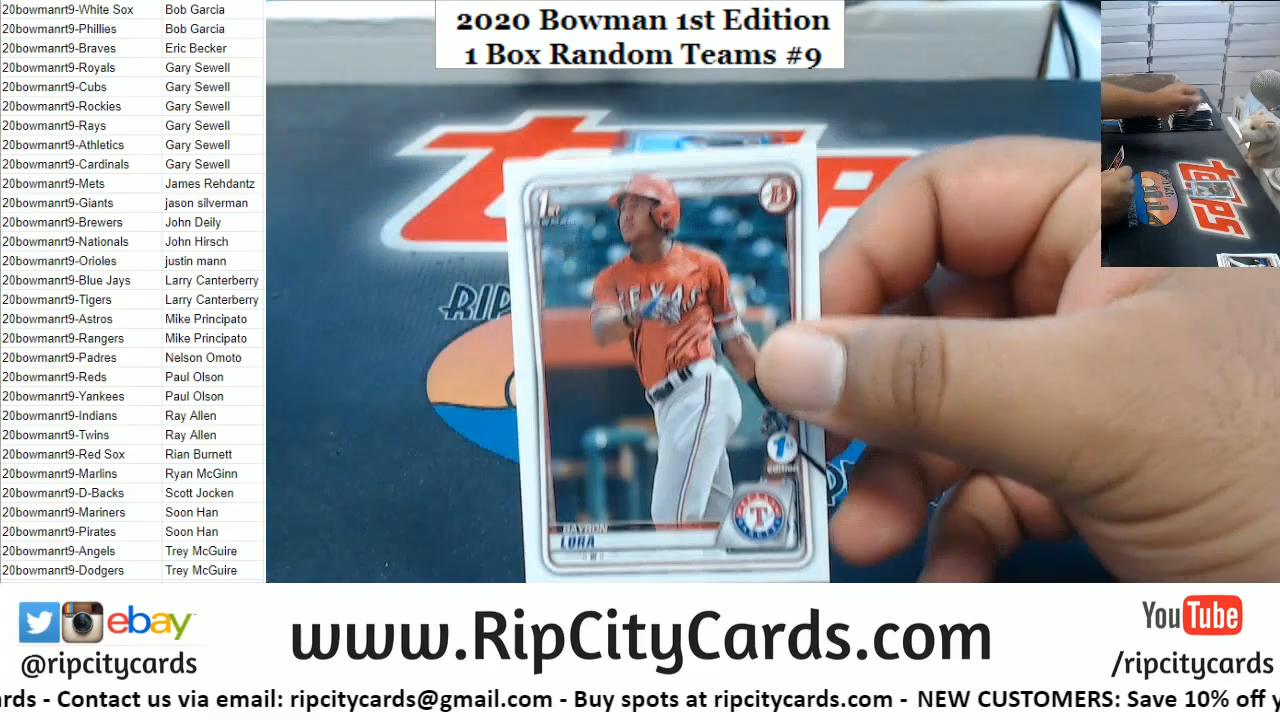 20bowmanrt9-White Sox Bob Garcia
20bowmanrt9-Phillies Bob Garcia
20bowmanrt9-Braves Eric Becker
20bowmanrt9-Royals Gary Sewell
20bowmanrt9-Cubs Gary Sewell
20bowmanrt9-Rockies Gary Sewell
20bowmanrt9-Rays Gary Sewell
20bowmanrt9-Athletics Gary Sewell
20bowmanrt9-Cardinals Gary Sewell
20bowmanrt9-Mets James Rehdantz
20bowmanrt9-Giants jason silverman
20bowmanrt9-Brewers John Deily
20bowmanrt9-Nationals John Hirsch
20bowmanrt9-Orioles justin mann
20bowmanrt9-Blue Jays Larry Canterberry
20bowmanrt9-Tigers Larry Canterberry
20bowmanrt9-Astros Mike Principato
20bowmanrt9-Rangers Mike Principato
20bowmanrt9-Padres Nelson Omoto
20bowmanrt9-Reds Paul Olson
20bowmanrt9-Yankees Paul Olson
20bowmanrt9-Indians Ray Allen
20bowmanrt9-Twins Ray Allen
20bowmanrt9-Red Sox Rian Burnett
20bowmanrt9-Marlins Ryan McGinn
20bowmanrt9-D-Backs Scott Jocken
20bowmanrt9-Mariners Soon Han
20bowmanrt9-Pirates Soon Han
20bowmanrt9-Angels Trey McGuire
20bowmanrt9-Dodgers Trey McGuire
2020 Bowman 1st Edition
1 Box Random Teams #9
topps
RIP
1st
B
TEXAS
1st
Edition
T
RAYRON
LORA
topps
ebay
@ripcitycards
www.RipCityCards.com
YouTube
/ripcitycards
rds - Contact us via email: ripcitycards@gmail.com - Buy spots at ripcitycards.com - NEW CUSTOMERS: Save 10% off y